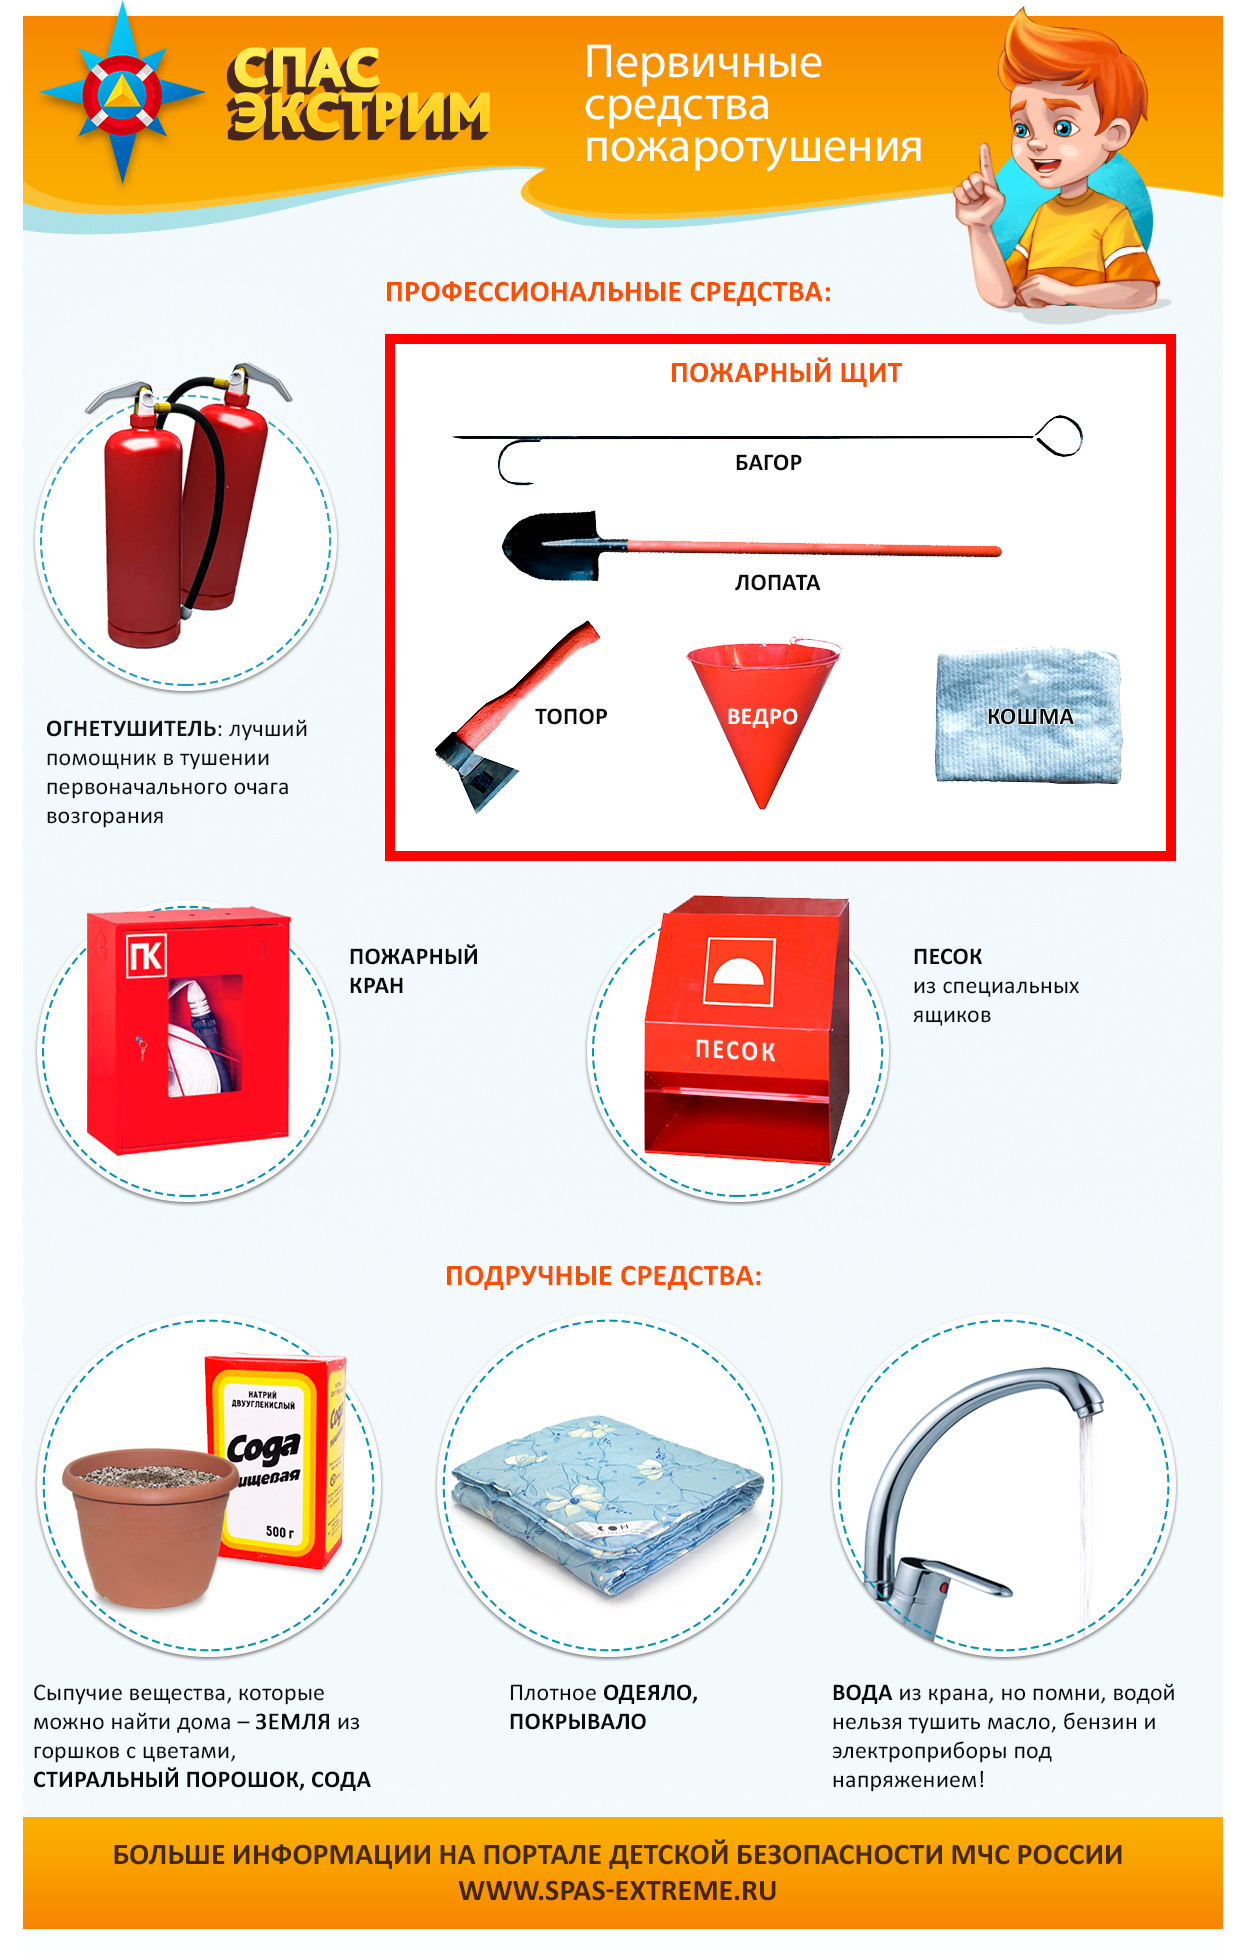 СПАС
ЭКСТРИМ
Первичные
средства
пожаротушения
ПРОФЕССИОНАЛЬНЫЕ СРЕДСТВА:
ПОЖАРНЫЙ ЩИТ
БАГОР
ЛОПАТА
ТОПОР
ВЕДРО
КОШМА
ОГНЕТУШИТЕЛЬ: лучший
помощник в тушении
первоначального очага
возгорания
ПК
ПОЖАРНЫЙ
КРАН
ПЕСОК
ПЕСОК
из специальных
ящиков
ПОДРУЧНЫЕ СРЕДСТВА:
НАТРИЙ
ДВУУГЛЕКИСЛЫЙ
Сода
ищевая
500 г
СОН
Сыпучие вещества, которые
можно найти дома – ЗЕМЛЯ из
горшков с цветами,
СТИРАЛЬНЫЙ ПОРОШОК, СОДА
Плотное ОДЕЯЛО,
ПОКРЫВАЛО
ВОДА из крана, но помни, водой
нельзя тушить масло, бензин и
электроприборы под
напряжением!
БОЛЬШЕ ИНФОРМАЦИИ НА ПОРТАЛЕ ДЕТСКОЙ БЕЗОПАСНОСТИ МЧС РОССИИ
WWW.SPAS-EXTREME.RU